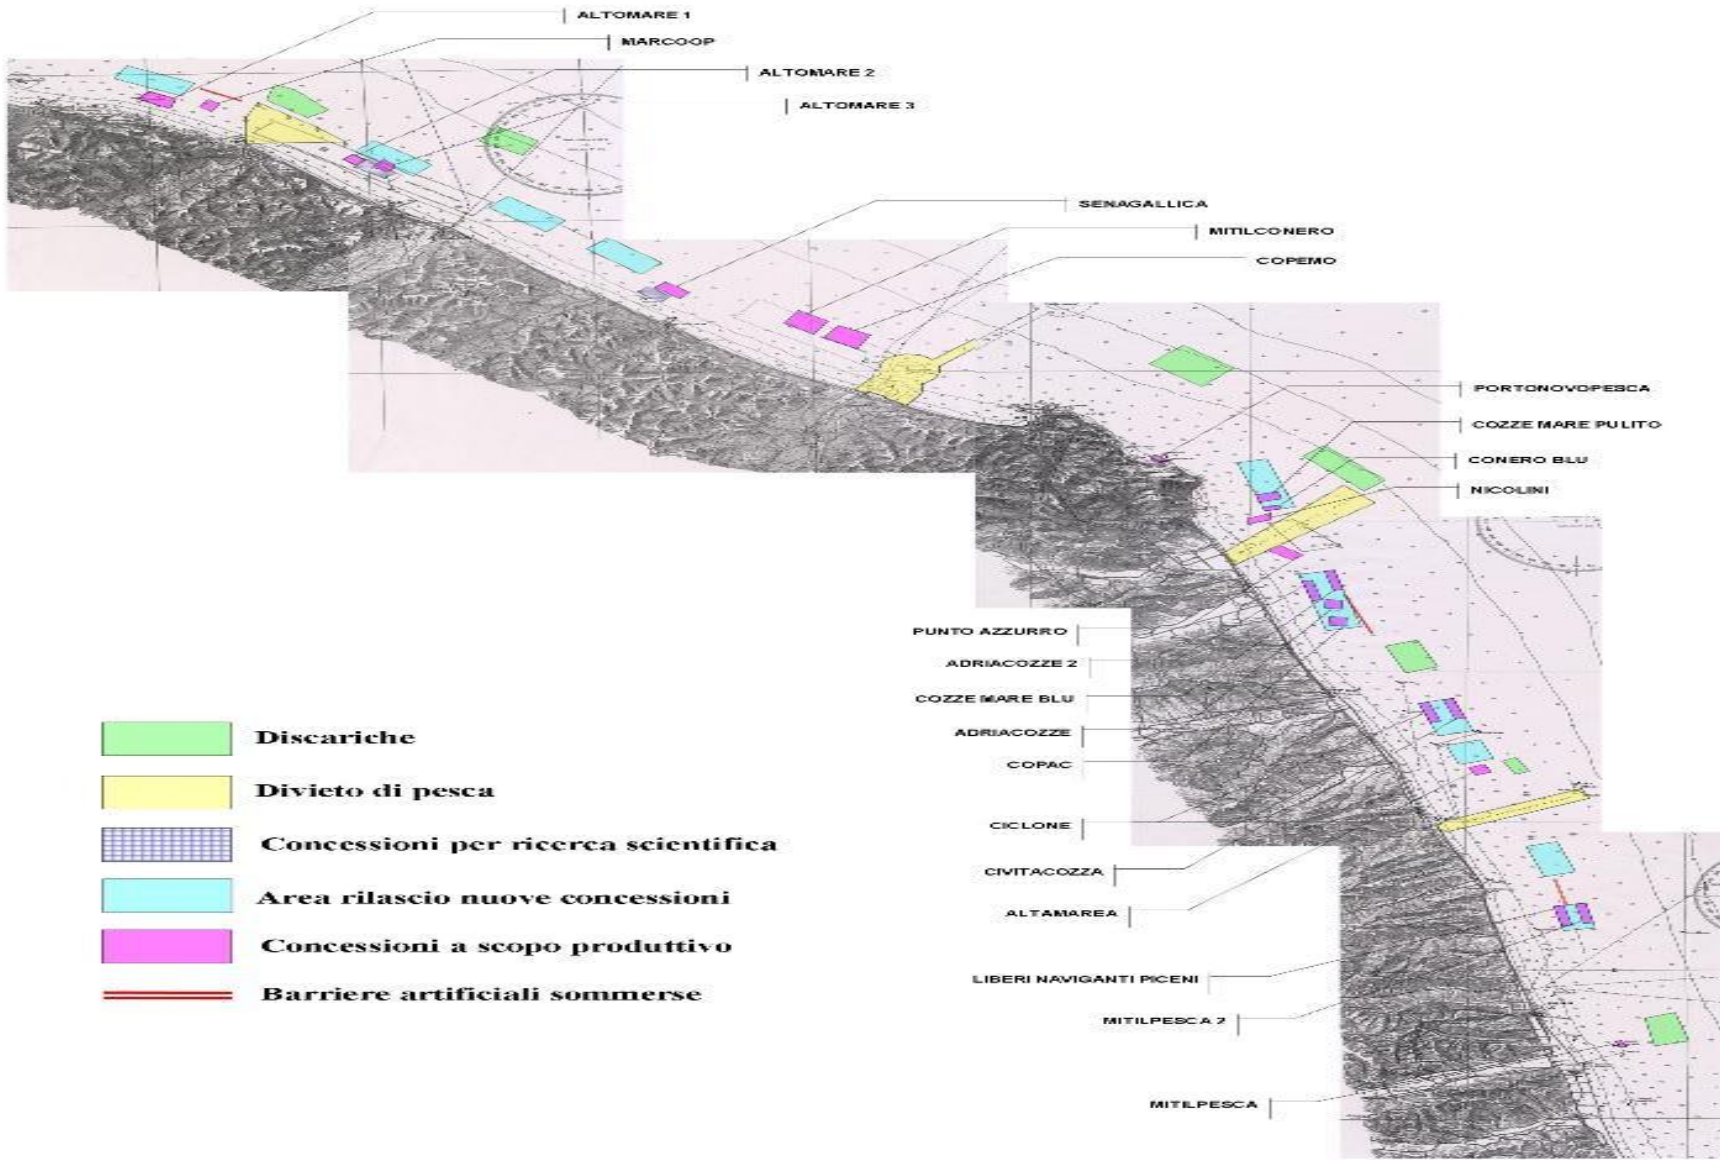 ALTOMARE 1
MARCOOP
ALTOMARE 2
ALTOMARE 3
SENAGALLICA
MITILCONERO
COPEMO
PORTONOVOPESCA
COZZE MARE PULITO
CONERO BLU
NICOLINI
PUNTO AZZURRO
ADRIACOZZE 2
COZZE MARE BLU
ADRIACOZZE
COPAC
CICLONE
CIVITACOZZA
ALTAMAREA
LIBERI NAVIGANTI PICENI
MITILPESCA 2
MITILPESCA
Discariche
Divieto di pesca
Concessioni per ricerca scientifica
Area rilascio nuove concessioni
Concessioni a scopo produttivo
Barriere artificiali sommerse